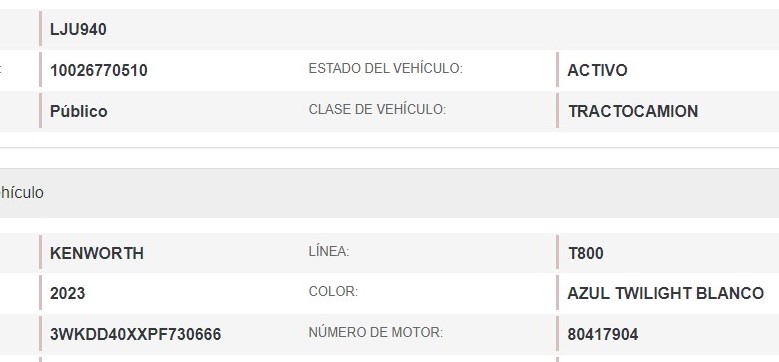 LJU940
: 10026770510 ESTADO DEL VEHÍCULO: ACTIVO
Público CLASE DE VEHÍCULO: TRACTOCAMION
hículo
KENWORTH LÍNEA: T800
2023 COLOR: AZUL TWILIGHT BLANCO
3WKDD40XXPF730666 NÚMERO DE MOTOR: 80417904